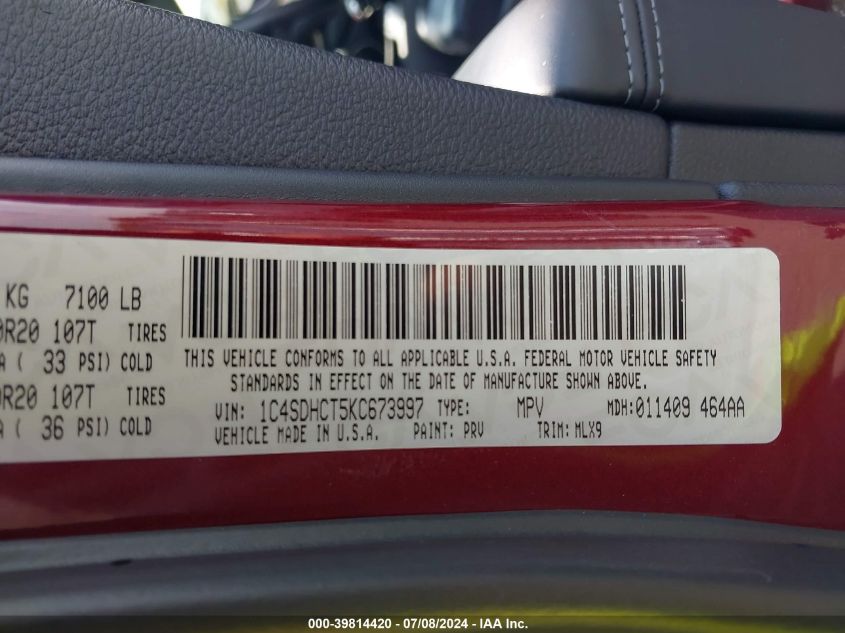 KG 7100 LB
0R20 107T TIRES
A ( 33 PSI) COLD
0R20 107T TIRES
A ( 36 PSI) COLD
THIS VEHICLE CONFORMS TO ALL APPLICABLE U.S.A. FEDERAL MOTOR VEHICLE SAFETY
STANDARDS IN EFFECT ON THE DATE OF MANUFACTURE SHOWN ABOVE.
VIN: 1C4SDHCT5KC673997 TYPE: MPV MDH:011409 464AA
VEHICLE MADE IN U.S.A. PAINT: PRV TRIM: MLX9
000-39814420 - 07/08/2024 - IAA Inc.